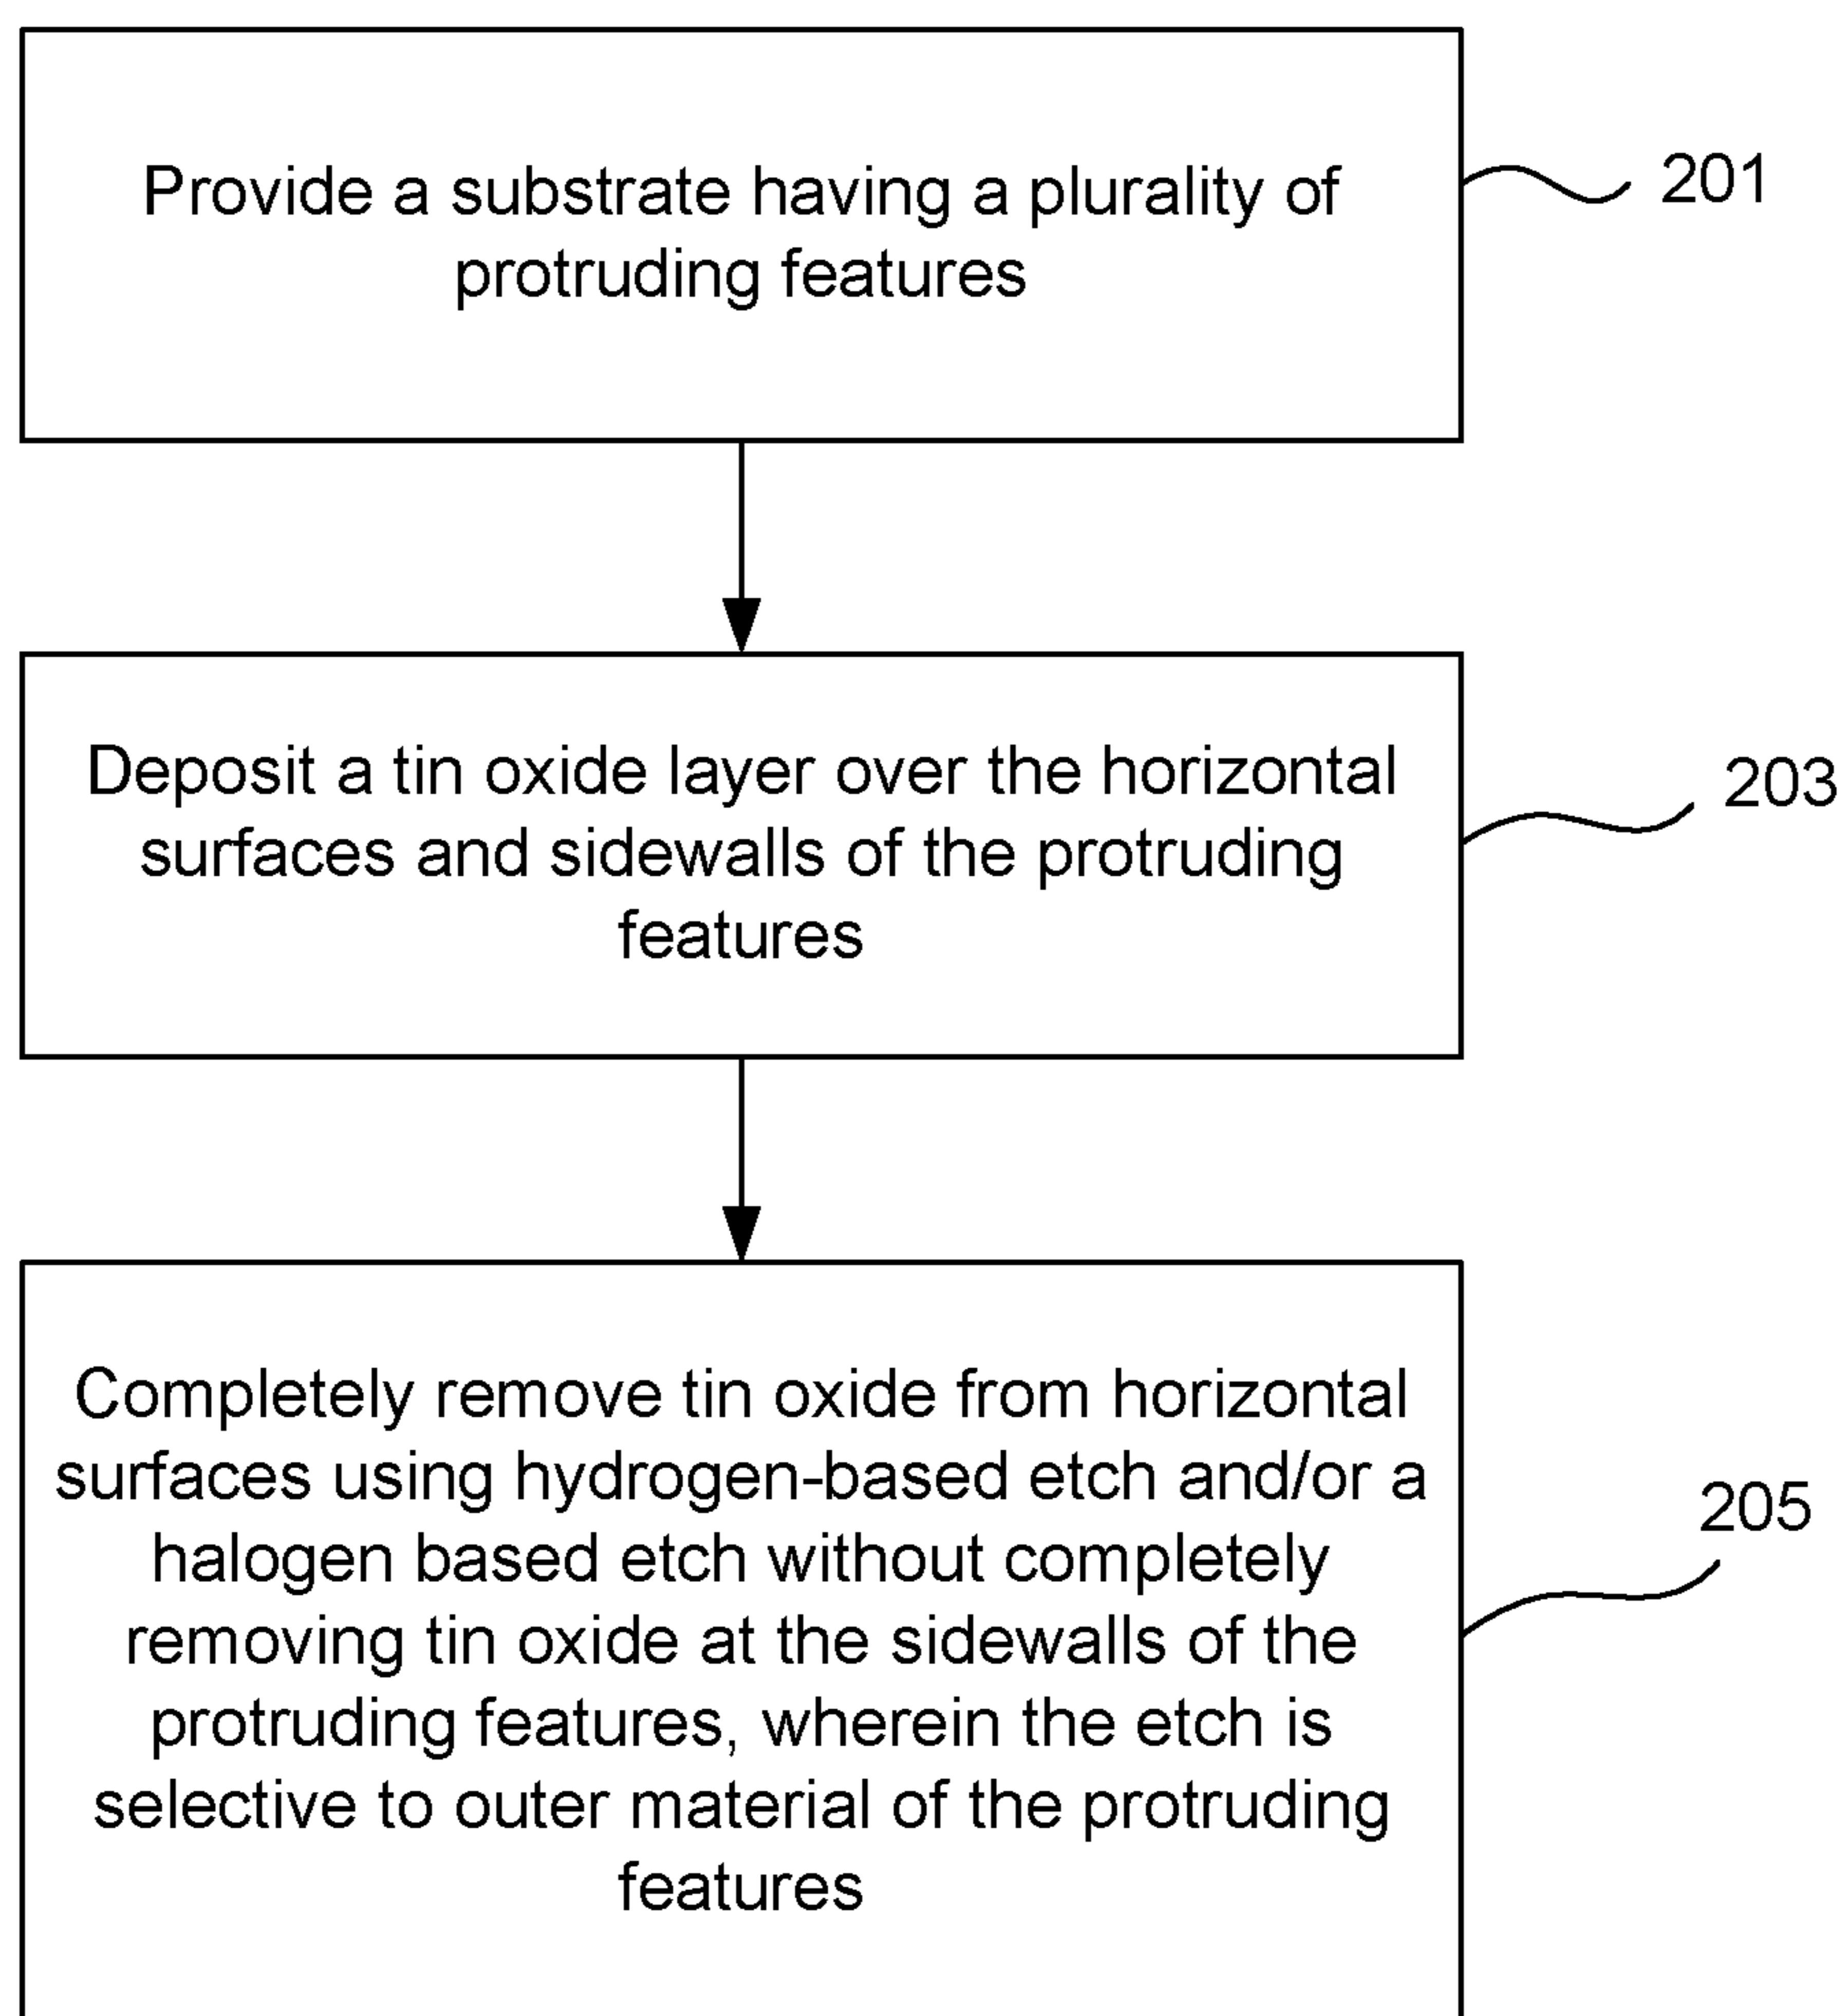 Provide a substrate having a plurality of
protruding features
201
Deposit a tin oxide layer over the horizontal
surfaces and sidewalls of the protruding
features
203
Completely remove tin oxide from horizontal
surfaces using hydrogen-based etch and/or a
halogen based etch without completely
removing tin oxide at the sidewalls of the
protruding features, wherein the etch is
selective to outer material of the protruding
features
205